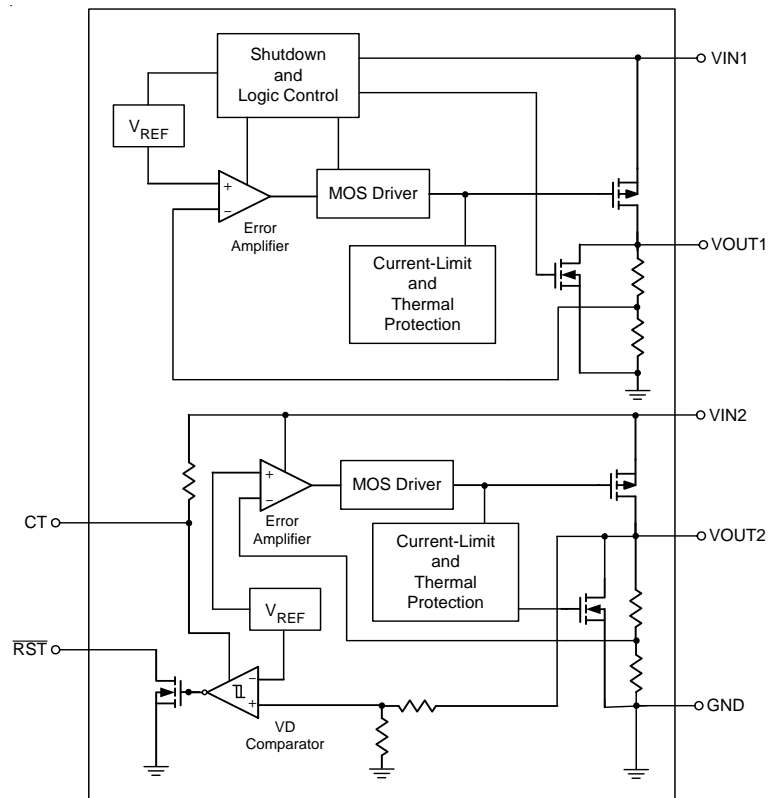 Shutdown
and
Logic Control
VIN1
VREF
+
−
MOS Driver
Error
Amplifier
VOUT1
Current-Limit
and
Thermal
Protection
VIN2
+
−
MOS Driver
Error
Amplifier
CT
VOUT2
Current-Limit
and
Thermal
Protection
VREF
RST
−
+
VD
Comparator
GND